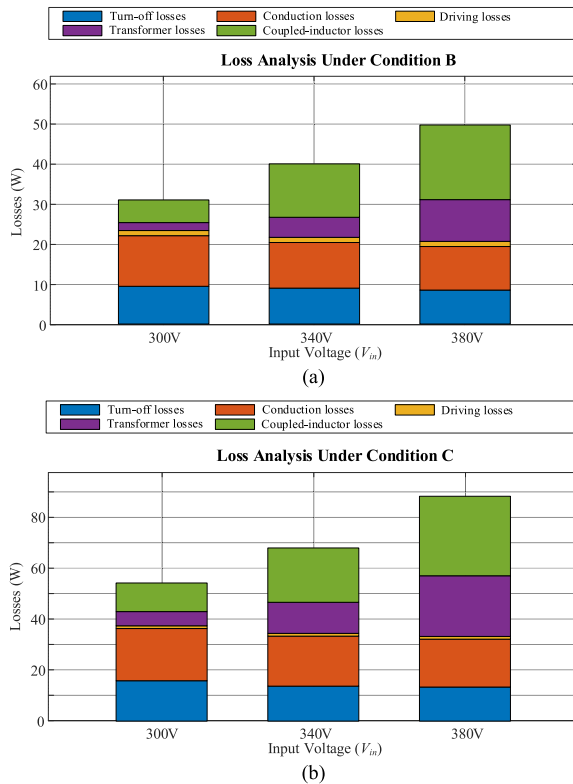 Turn-off losses Conduction losses Driving losses
Transformer losses Coupled-inductor losses
Loss Analysis Under Condition B
60
50
40
30
20
10
0
Losses (W)
300V 340V 380V
Input Voltage (Vin)
(a)
Turn-off losses Conduction losses Driving losses
Transformer losses Coupled-inductor losses
Loss Analysis Under Condition C
80
60
40
20
0
Losses (W)
300V 340V 380V
Input Voltage (Vin)
(b)